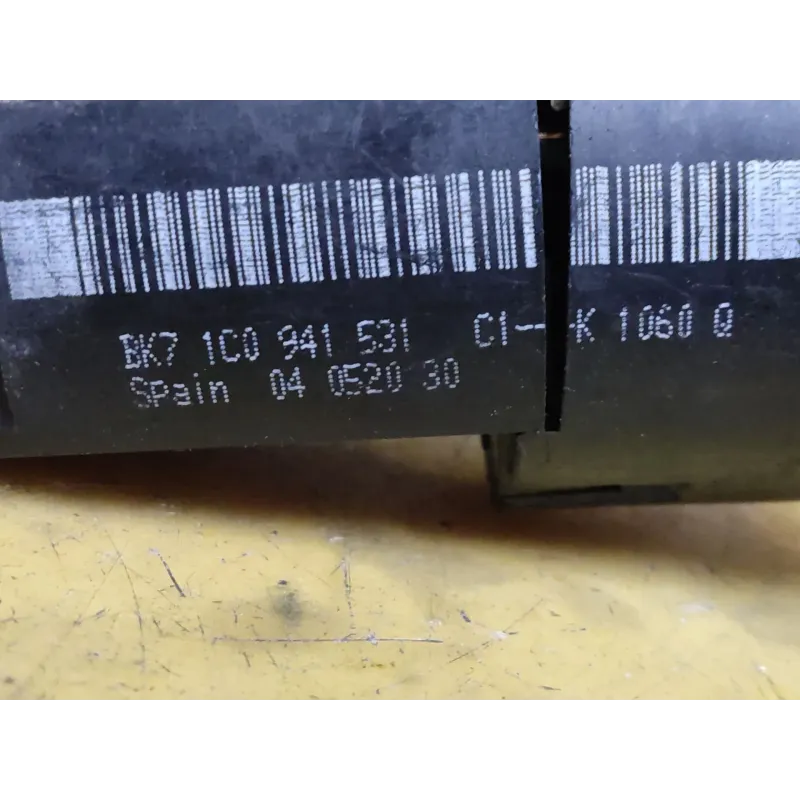 BK7 1C0 941 531 C1---K 1060 Q
SPain 04 0520 30